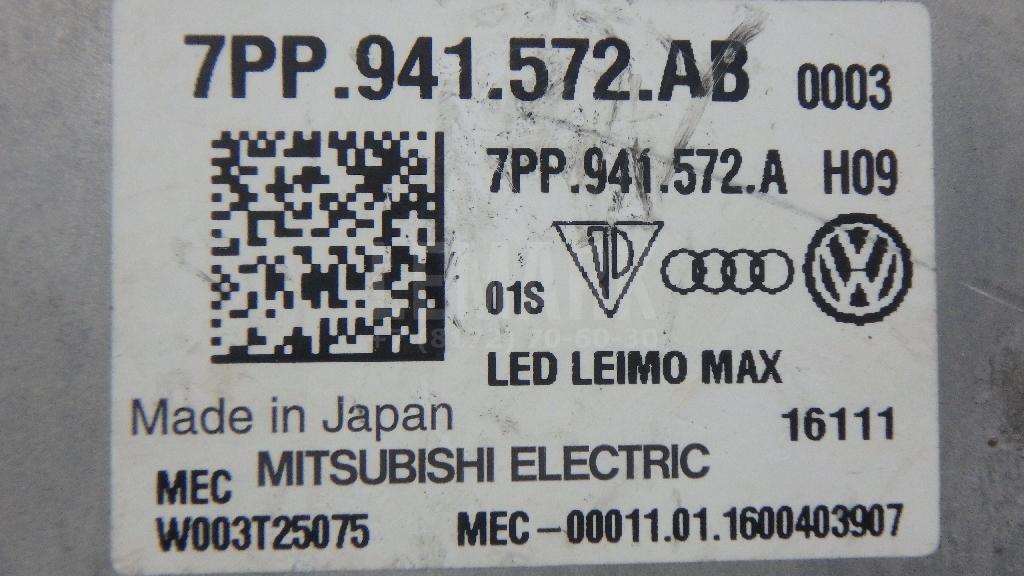 7PP.941.572.AB 0003
7PP.941.572.A H09
01S
LED LEIMO MAX
Made in Japan 16111
MEC MITSUBISHI ELECTRIC
W003T25075 MEC-00011.01.1600403907